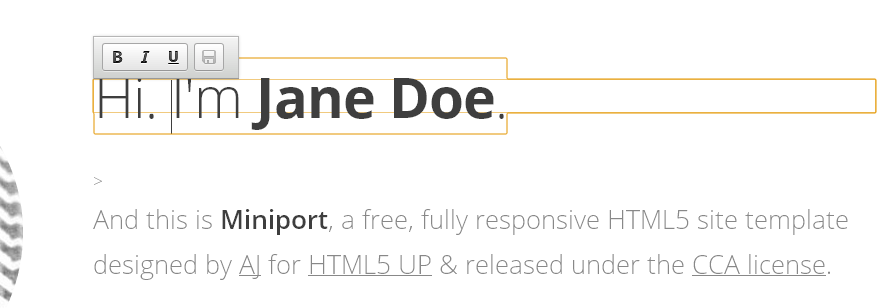 B I U
Hi. I'm Jane Doe.
>
And this is Miniport, a free, fully responsive HTML5 site template
designed by AJ for HTML5 UP & released under the CCA license.